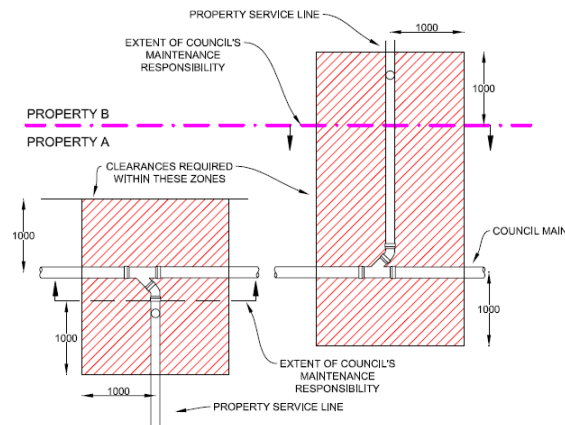 PROPERTY SERVICE LINE
1000
EXTENT OF COUNCIL'S
MAINTENANCE
RESPONSIBILITY
1000
PROPERTY B
PROPERTY A
CLEARANCES REQUIRED
WITHIN THESE ZONES
1000
COUNCIL MAIN
1000
1000
EXTENT OF COUNCIL'S
MAINTENANCE
RESPONSIBILITY
1000
PROPERTY SERVICE LINE